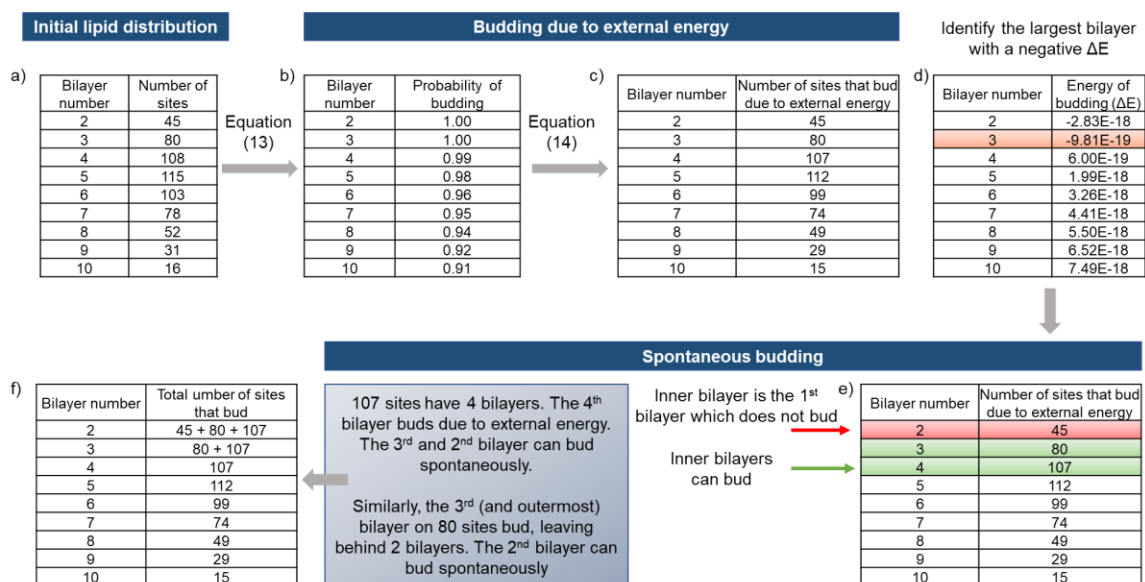 Initial lipid distribution
Budding due to external energy
Identify the largest bilayer
with a negative ΔE
a)
Bilayer number Number of sites
2 45
3 80
4 108
5 115
6 103
7 78
8 52
9 31
10 16
Equation
(13)
b)
Bilayer number Probability of budding
2 1.00
3 1.00
4 0.99
5 0.98
6 0.96
7 0.95
8 0.94
9 0.92
10 0.91
Equation
(14)
c)
Bilayer number Number of sites that bud due to external energy
2 45
3 80
4 107
5 112
6 99
7 74
8 49
9 29
10 15
d)
Bilayer number Energy of budding (ΔE)
2 -2.83E-18
3 -9.81E-19
4 6.00E-19
5 1.99E-18
6 3.26E-18
7 4.41E-18
8 5.50E-18
9 6.52E-18
10 7.49E-18
Spontaneous budding
e)
Bilayer number Number of sites that bud due to external energy
2 45
3 80
4 107
5 112
6 99
7 74
8 49
9 29
10 15
Inner bilayer is the 1st
bilayer which does not bud
Inner bilayers
can bud
107 sites have 4 bilayers. The 4th
bilayer buds due to external energy.
The 3rd and 2nd bilayer can bud
spontaneously.
Similarly, the 3rd (and outermost)
bilayer on 80 sites bud, leaving
behind 2 bilayers. The 2nd bilayer can
bud spontaneously
f)
Bilayer number Total umber of sites that bud
2 45 + 80 + 107
3 80 + 107
4 107
5 112
6 99
7 74
8 49
9 29
10 15